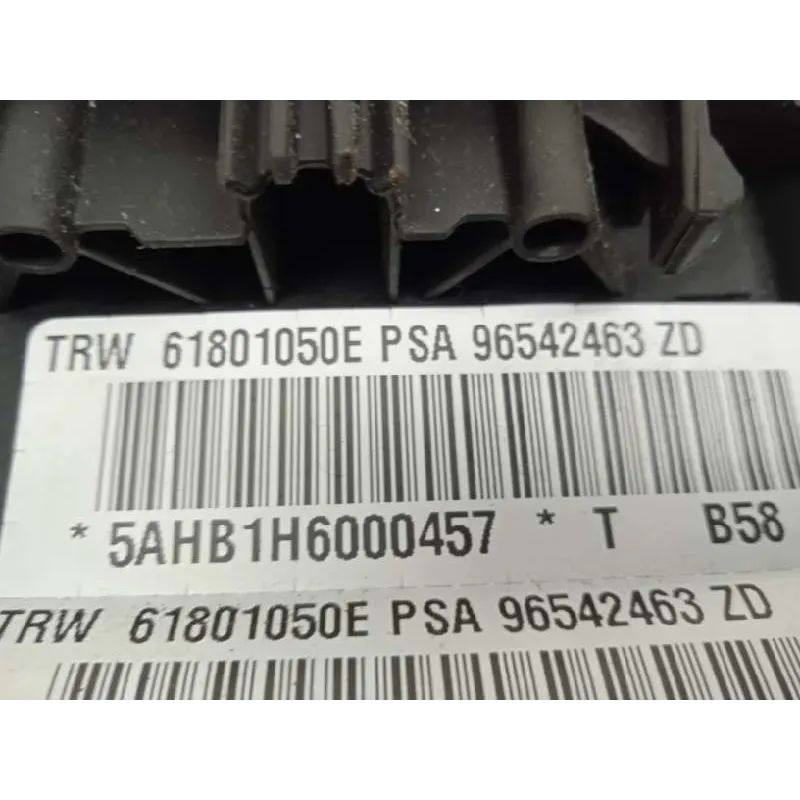 TRW 61801050E PSA 96542463 ZD
* 5AHB1H6000457 * T B58
TRW 61801050E PSA 96542463 ZD